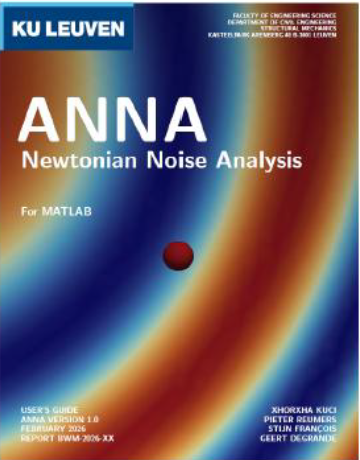 KU LEUVEN
FACULTY OF ENGINEERING SCIENCE
DEPARTMENT OF CIVIL ENGINEERING
STRUCTURAL MECHANICS
KASTEELPARK ARENBERG 40 B-3001 LEUVEN
ANNA
Newtonian Noise Analysis
For MATLAB
USER'S GUIDE
ANNA VERSION 1.0
FEBRUARY 2026
REPORT BWM-2026-XX
XHORXHA KUCI
PIETER REUMERS
STIJN FRANÇOIS
GEERT DEGRANDE